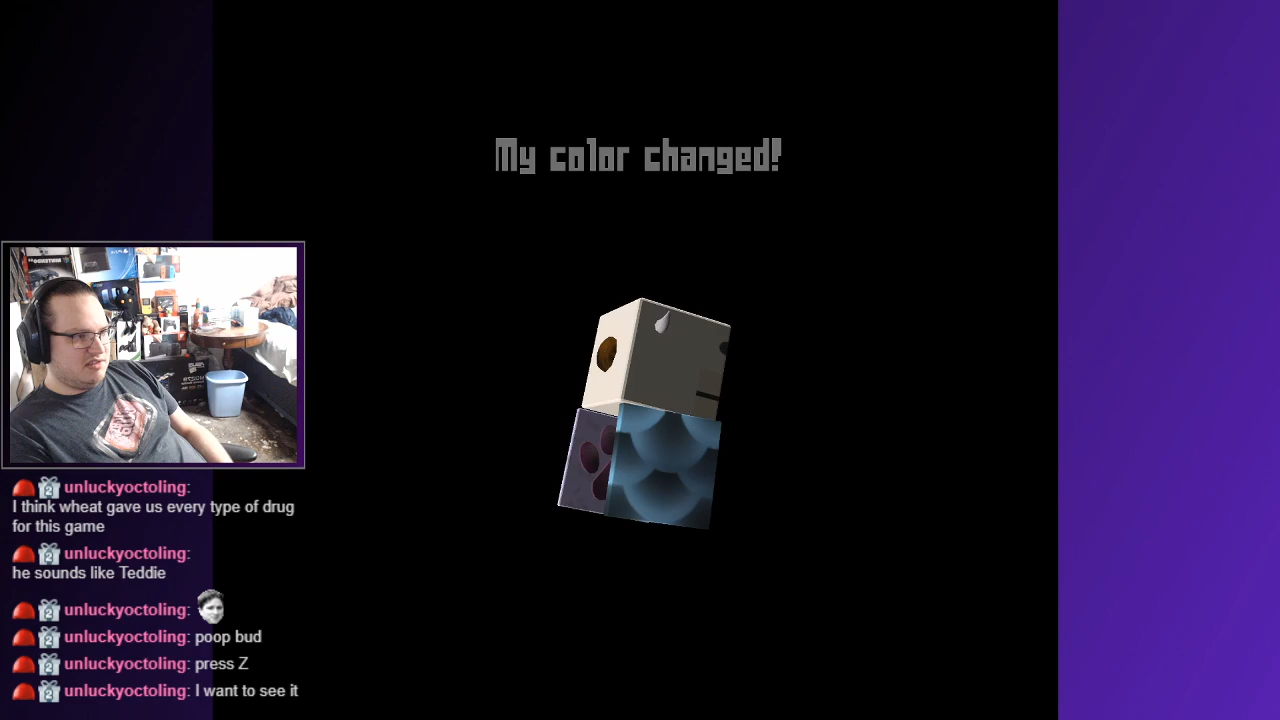 My color changed!
unluckyoctoling:
I think wheat gave us every type of drug
for this game
unluckyoctoling:
he sounds like Teddie
unluckyoctoling:
unluckyoctoling: poop bud
unluckyoctoling: press Z
unluckyoctoling: I want to see it